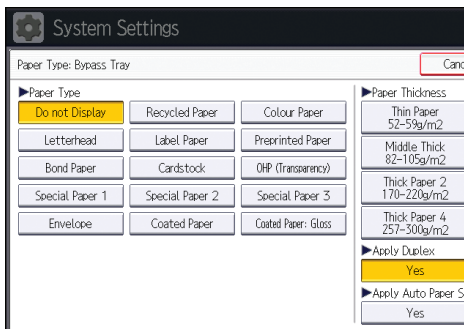 System Settings
Paper Type: Bypass Tray
Canc
▶Paper Type
Do not Display
Recycled Paper
Colour Paper
Letterhead
Label Paper
Preprinted Paper
Bond Paper
Cardstock
OHP (Transparency)
Special Paper 1
Special Paper 2
Special Paper 3
Envelope
Coated Paper
Coated Paper: Gloss
▶Paper Thickness
Thin Paper
52-59g/m2
Middle Thick
82-105g/m2
Thick Paper 2
170-220g/m2
Thick Paper 4
257-300g/m2
▶Apply Duplex
Yes
▶Apply Auto Paper S
Yes